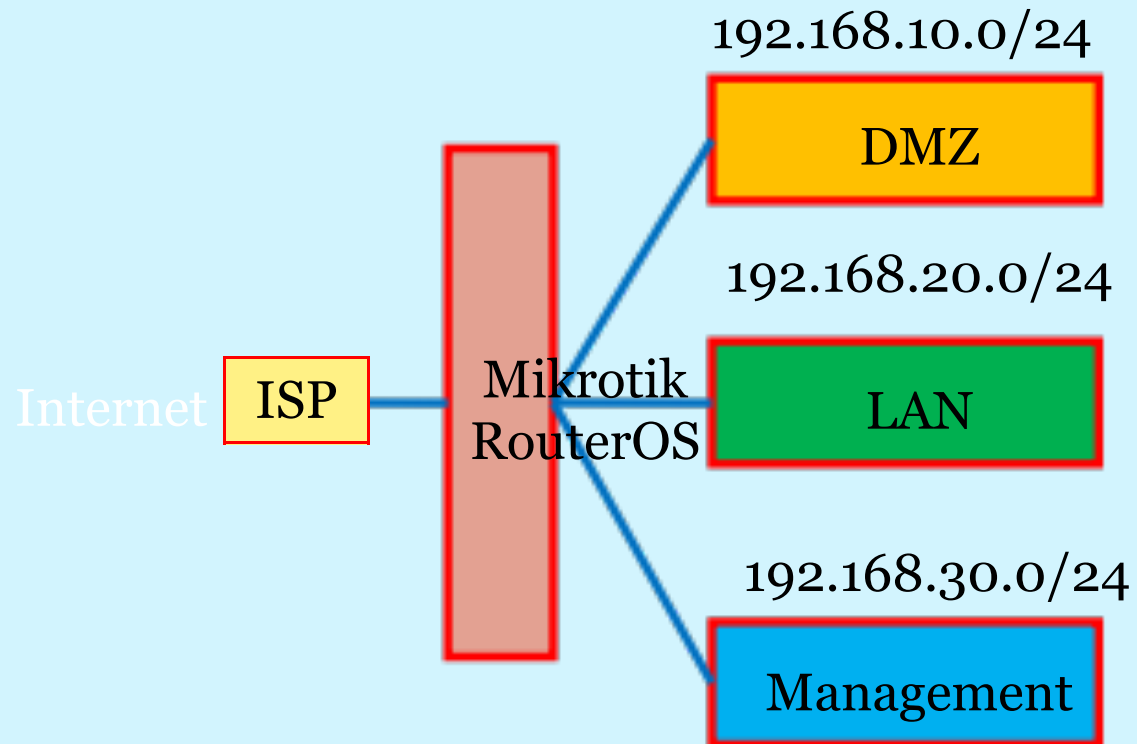 192.168.10.0/24
DMZ
192.168.20.0/24
Internet
ISP
Mikrotik
RouterOS
LAN
192.168.30.0/24
Management